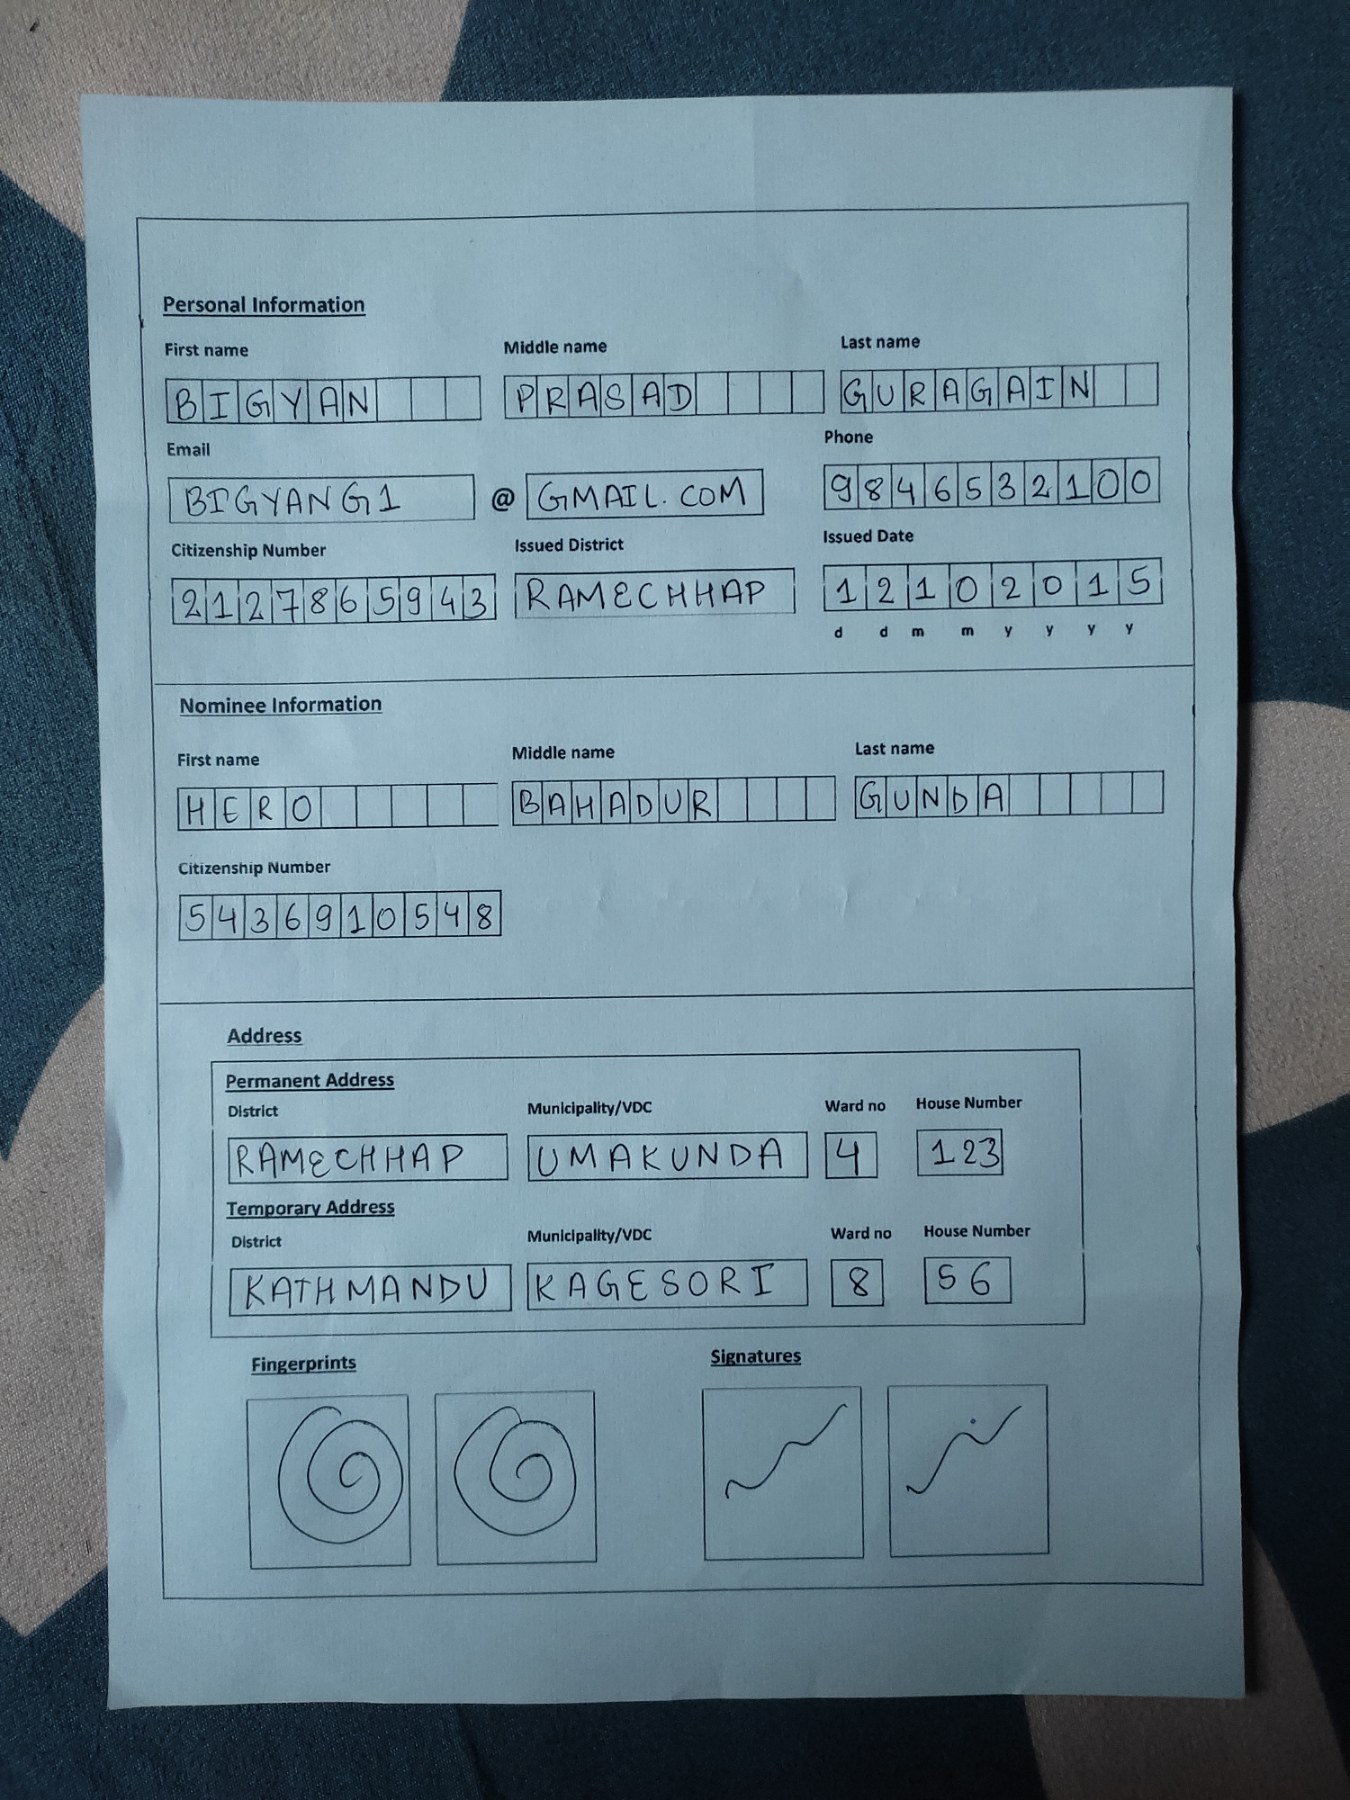 Personal Information
First name Middle name Last name
BIGYAN PRASAD GURAGAIN
Email Phone
BIGYANG1 @ GMAIL.COM 9846532100
Citizenship Number Issued District Issued Date
2127865943 RAMECHHAP 12102015
d d m m y y y y
Nominee Information
First name Middle name Last name
HERO BAHADUR GUNDA
Citizenship Number
5436910548
Address
Permanent Address
District Municipality/VDC Ward no House Number
RAMECHHAP UMAKUNDA 4 123
Temporary Address
District Municipality/VDC Ward no House Number
KATHMANDU KAGESORI 8 56
Fingerprints Signatures